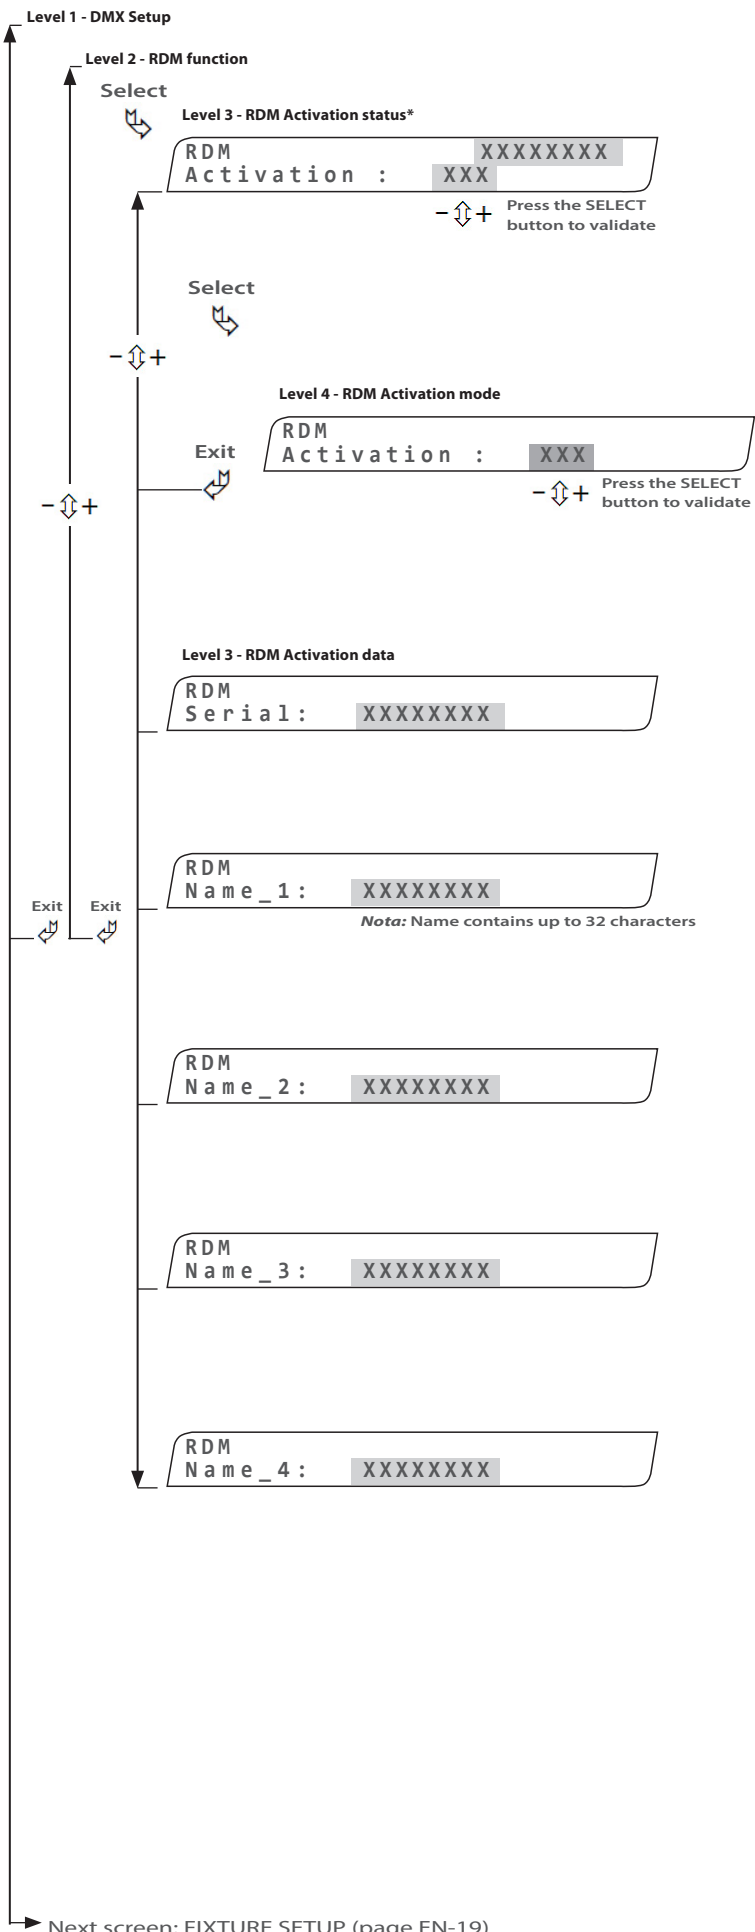 Level 1 - DMX Setup
Level 2 - RDM function
Select
Level 3 - RDM Activation status*
RDM XXXXXXXX
Activation : XXX
- + Press the SELECT
button to validate
Select
- +
Level 4 - RDM Activation mode
RDM
Exit
Activation : XXX
- + Press the SELECT
button to validate
- +
Level 3 - RDM Activation data
RDM
Serial: XXXXXXXX
RDM
Name_1: XXXXXXXX
Exit Exit
Nota: Name contains up to 32 characters
RDM
Name_2: XXXXXXXX
RDM
Name_3: XXXXXXXX
RDM
Name_4: XXXXXXXX
Next screen: FIXTURE SETUP (page EN-19)